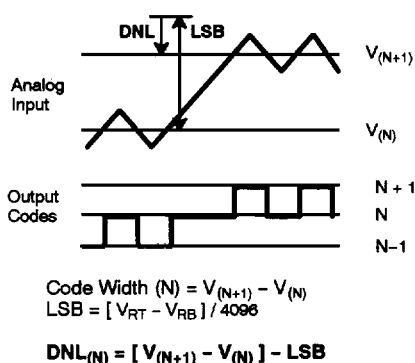 DNL LSB
V(N+1)
Analog
Input
V(N)
Output
Codes
N + 1
N
N–1
Code Width (N) = V(N+1) – V(N)
LSB = [ VRT – VRB ] / 4096
DNL(N) = [ V(N+1) – V(N) ] – LSB